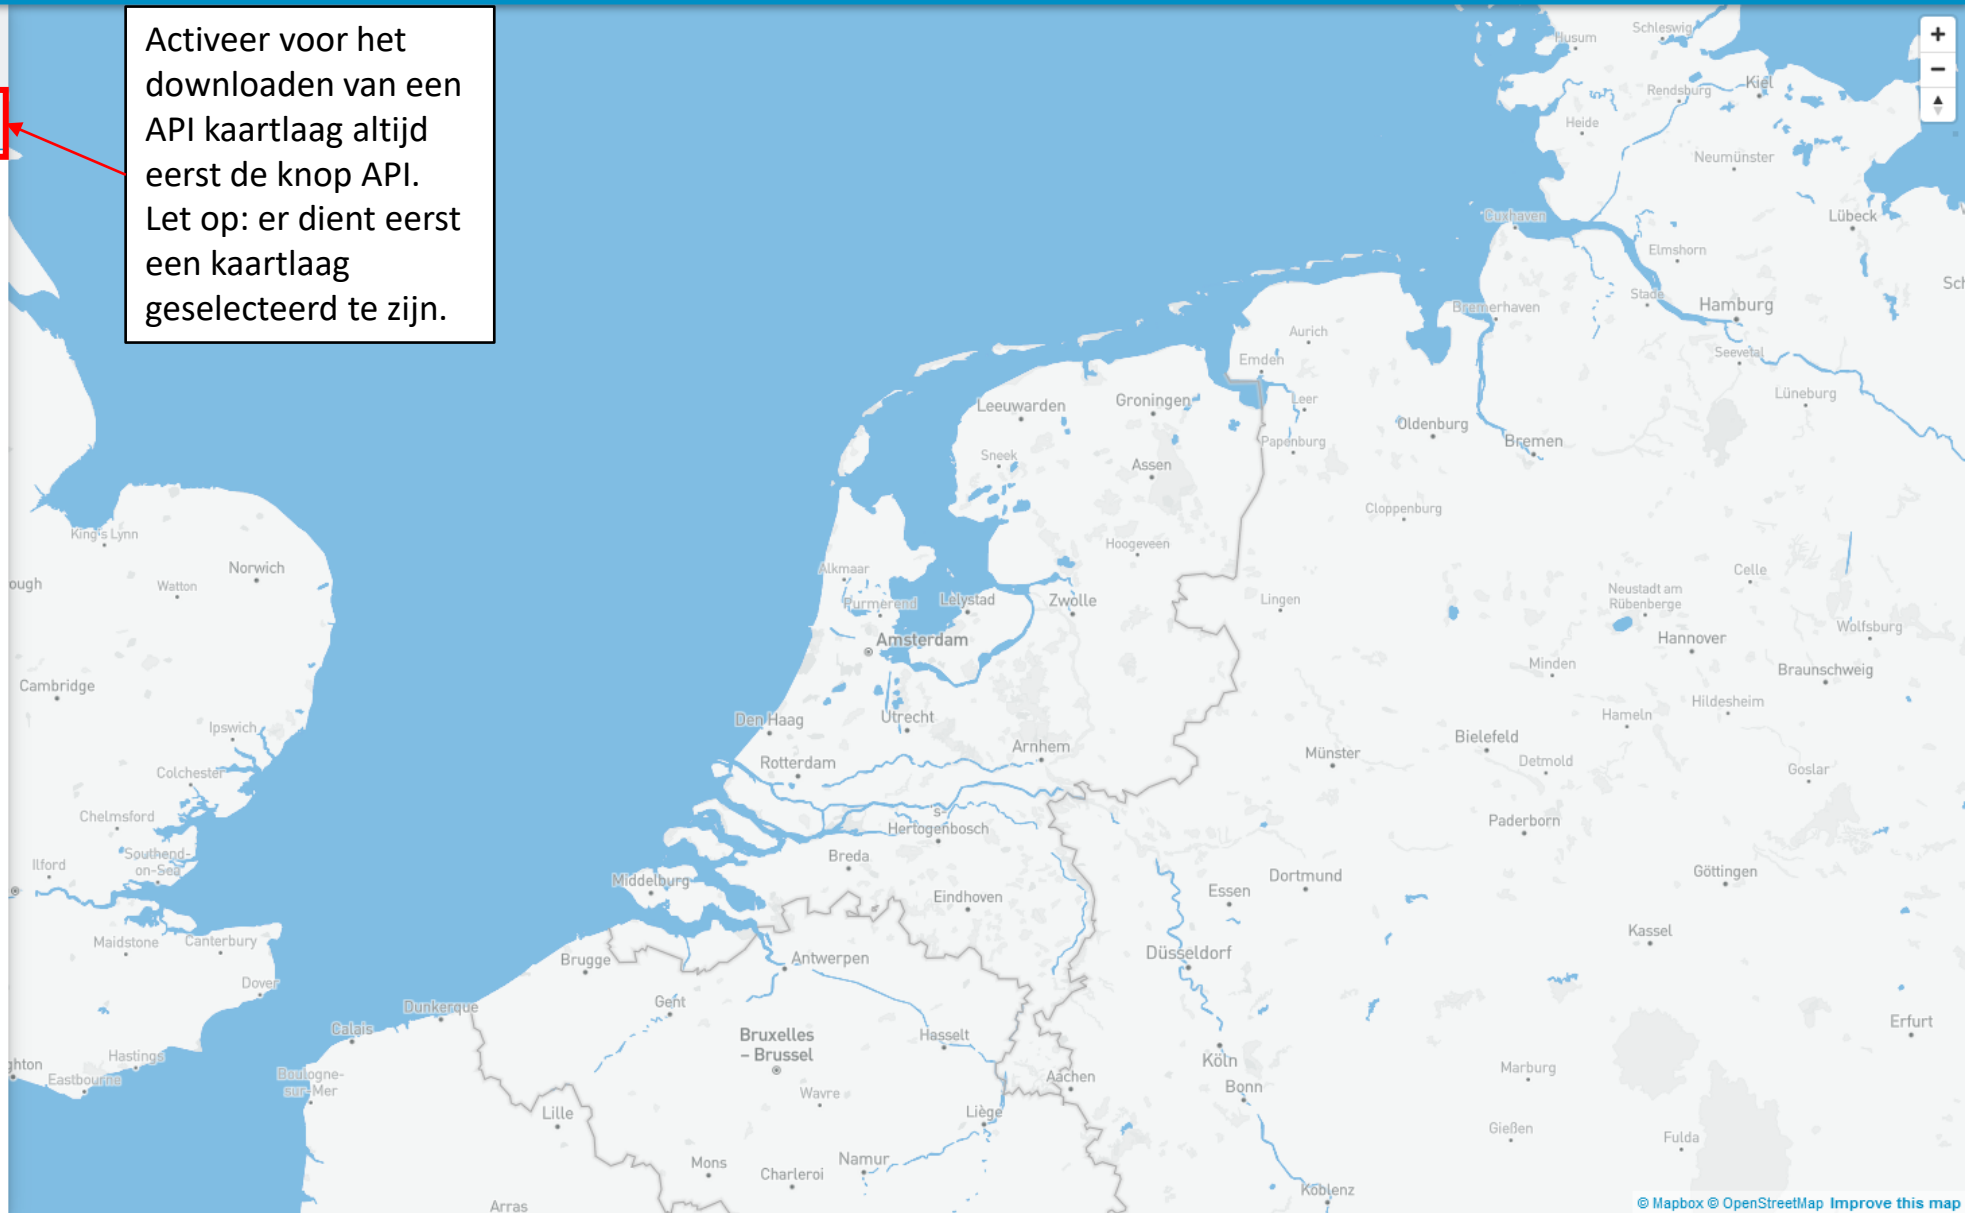 Activeer voor het
downloaden van een
API kaartlaag altijd
eerst de knop API.
Let op: er dient eerst
een kaartlaag
geselecteerd te zijn.
Husum
Schleswig
Kiel
Rendsburg
Heide
Neumünster
Cuxhaven
Lübeck
Elmshorn
Sch
Stade
Hamburg
Bremerhaven
Aurich
Emden
Seevetal
Leeuwarden
Groningen
Leer
Lüneburg
Oldenburg
Papenburg
Bremen
Sneek
Assen
Cloppenburg
King's Lynn
Hoogeveen
ough
Watton
Norwich
Alkmaar
Celle
Purmerend
Lelystad
Zwolle
Lingen
Neustadt am
Rübenberge
Wolfsburg
Amsterdam
Hannover
Minden
Braunschweig
Cambridge
Hildesheim
Ipswich
Den Haag
Utrecht
Hameln
Arnhem
Bielefeld
Münster
Rotterdam
Detmold
Goslar
Colchester
Chelmsford
's-
Hertogenbosch
Paderborn
Ilford
Southend-
on-Sea
Breda
Middelburg
Eindhoven
Essen
Dortmund
Göttingen
Maidstone
Canterbury
Kassel
Brugge
Antwerpen
Düsseldorf
Dover
Dunkerque
Gent
Calais
Bruxelles
– Brussel
Hasselt
Erfurt
ghton
Hastings
Eastbourne
Boulogne-
sur-Mer
Köln
Aachen
Bonn
Marburg
Wavre
Lille
Liège
Gießen
Fulda
Mons
Charleroi
Namur
Koblenz
Arras
© Mapbox © OpenStreetMap Improve this map